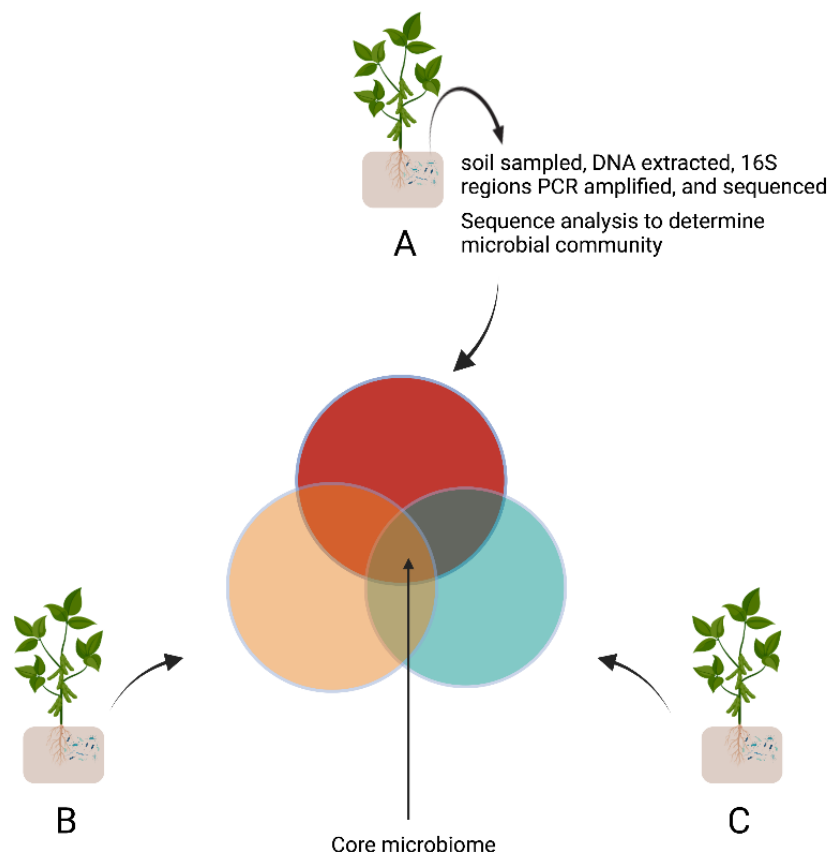 soil sampled, DNA extracted, 16S
regions PCR amplified, and sequenced
Sequence analysis to determine
microbial community
A
B
C
Core microbiome